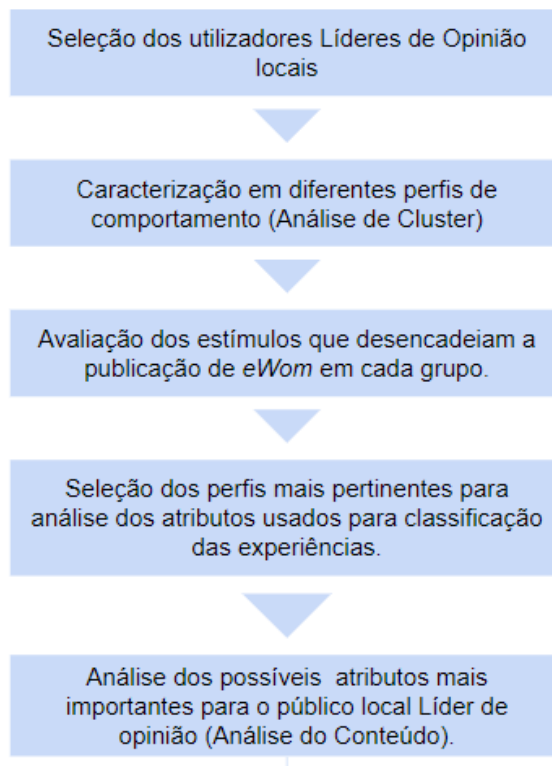 Seleção dos utilizadores Líderes de Opinião
locais
Caracterização em diferentes perfis de
comportamento (Análise de Cluster)
Avaliação dos estímulos que desencadeiam a
publicação de eWom em cada grupo.
Seleção dos perfis mais pertinentes para
análise dos atributos usados para classificação
das experiências.
Análise dos possíveis  atributos mais
importantes para o público local Líder de
opinião (Análise do Conteúdo).